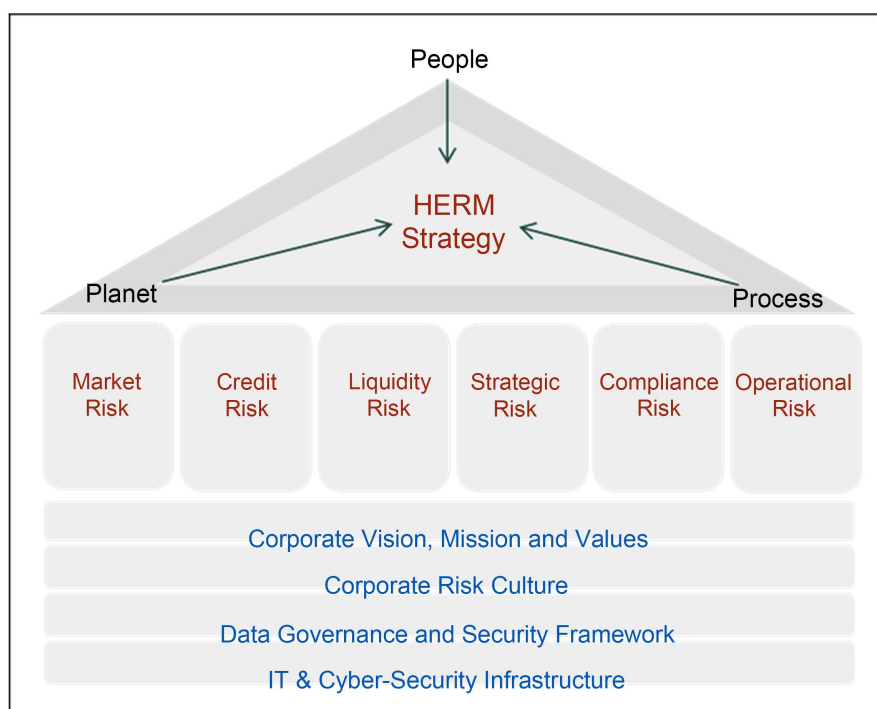 People
HERM
Strategy
Planet
Process
Market
Risk
Credit
Risk
Liquidity
Risk
Strategic
Risk
Compliance
Risk
Operational
Risk
Corporate Vision, Mission and Values
Corporate Risk Culture
Data Governance and Security Framework
IT & Cyber-Security Infrastructure